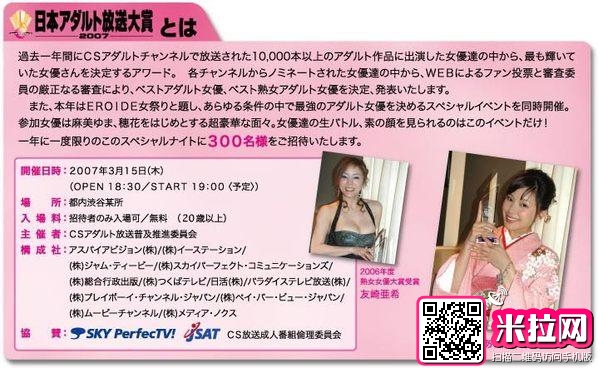 日本アダルト放送大賞とは
2007
過去一年間にCSアダルトチャンネルで放送された10,000本以上のアダルト作品に出演した女優達の中から、最も輝いて
いた女優さんを決定するアワード。 各チャンネルからノミネートされた女優達の中から、WEBによるファン投票と審査委
員の厳正なる審査により、ベストアダルト女優、ベスト熟女アダルト女優を決定、発表いたします。
また、本年はEROIDE女祭りと題し、あらゆる条件の中で最強のアダルト女優を決めるスペシャルイベントを同時開催。
参加女優は麻美ゆま、穂花をはじめとする超豪華な面々。女優達の生バトル、素の顔を見られるのはこのイベントだけ!
一年に一度限りのこのスペシャルナイトに300名様をご招待いたします。
開催日時:2007年3月15日(木)
(OPEN 18:30/START 19:00 (予定))
場 所:都内渋谷某所
入 場 料:招待者のみ入場可/無料 (20歳以上)
主 催 者:CSアダルト放送普及推進委員会
構 成 社:アスパイアビジョン(株)/(株)イーステーション/
(株)ジャム・ティービー/(株)スカイパーフェクト・コミュニケーションズ/
(株)総合行政出版/(株)つくばテレビ/日活(株)/パラダイステレビ放送(株)/
(株)プレイボーイ・チャンネル・ジャパン/(株)ペイ・パー・ビュー・ジャパン/
(株)ムービーチャンネル/(株)メディア・ノクス
協 賛:SKY PerfecTV! SAT CS放送成人番組倫理委員会
2006年度
熟女女優大賞受賞
友崎亜希
米拉网
扫描二维码访问手机版